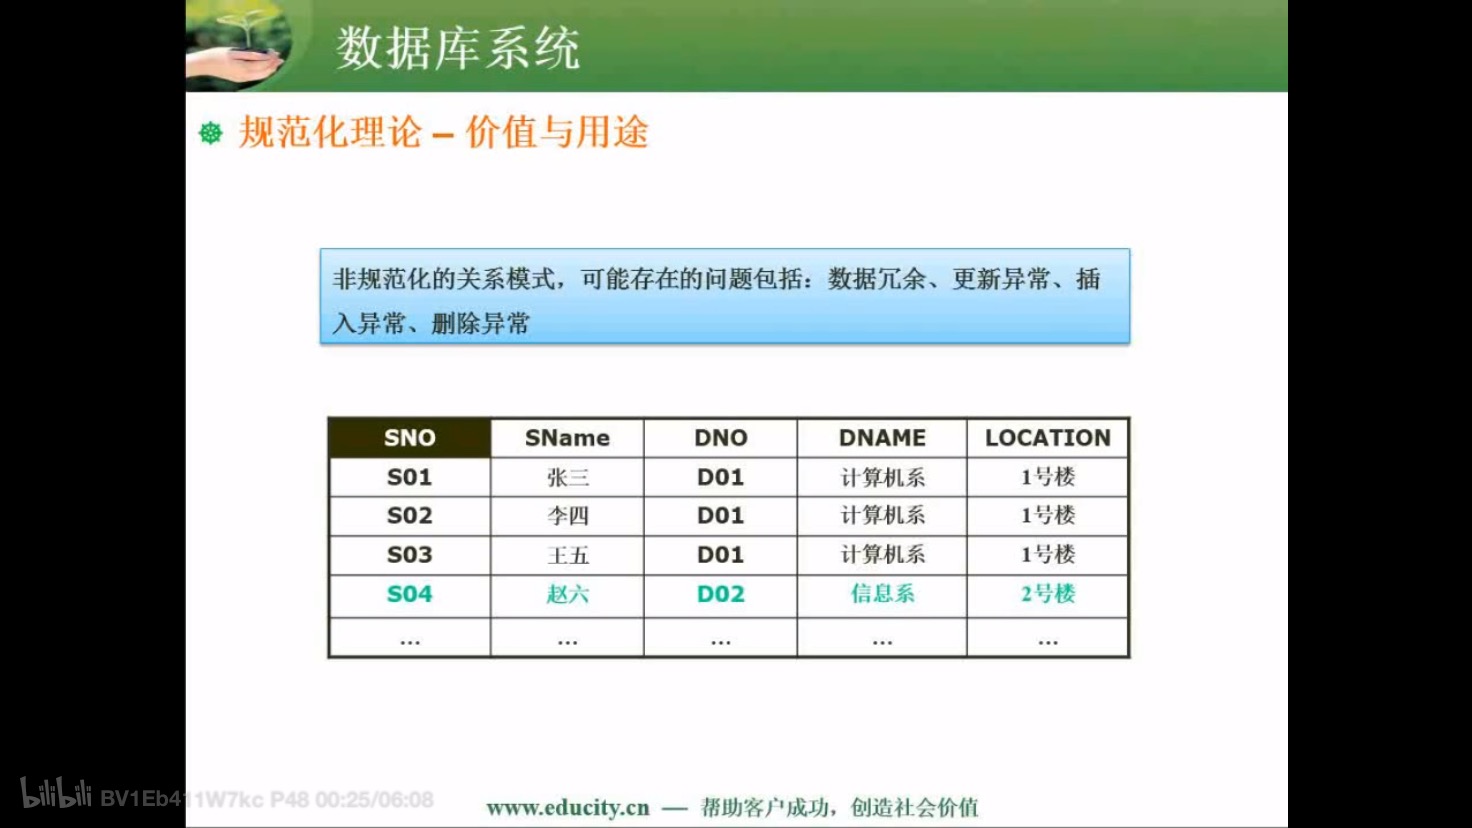 数据库系统
规范化理论 – 价值与用途
非规范化的关系模式，可能存在的问题包括：数据冗余、更新异常、插
入异常、删除异常
SNO SName DNO DNAME LOCATION
S01 张三 D01 计算机系 1号楼
S02 李四 D01 计算机系 1号楼
S03 王五 D01 计算机系 1号楼
S04 赵六 D02 信息系 2号楼
... ... ... ... ...
bilibili BV1Eb411W7kc P48 00:25/06:08
www.educity.cn — 帮助客户成功，创造社会价值